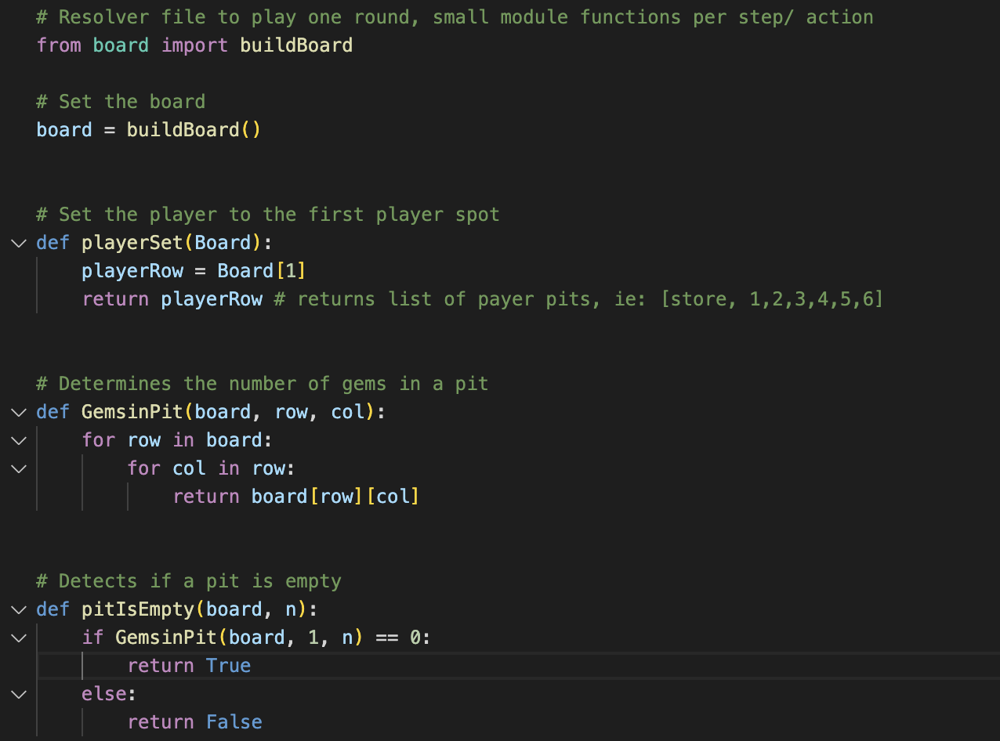 # Resolver file to play one round, small module functions per step/ action
from board import buildBoard
# Set the board
board = buildBoard()
# Set the player to the first player spot
def playerSet(Board):
    playerRow = Board[1]
    return playerRow # returns list of payer pits, ie: [store, 1,2,3,4,5,6]
# Determines the number of gems in a pit
def GemsinPit(board, row, col):
    for row in board:
        for col in row:
            return board[row][col]
# Detects if a pit is empty
def pitIsEmpty(board, n):
    if GemsinPit(board, 1, n) == 0:
        return True
    else:
        return False